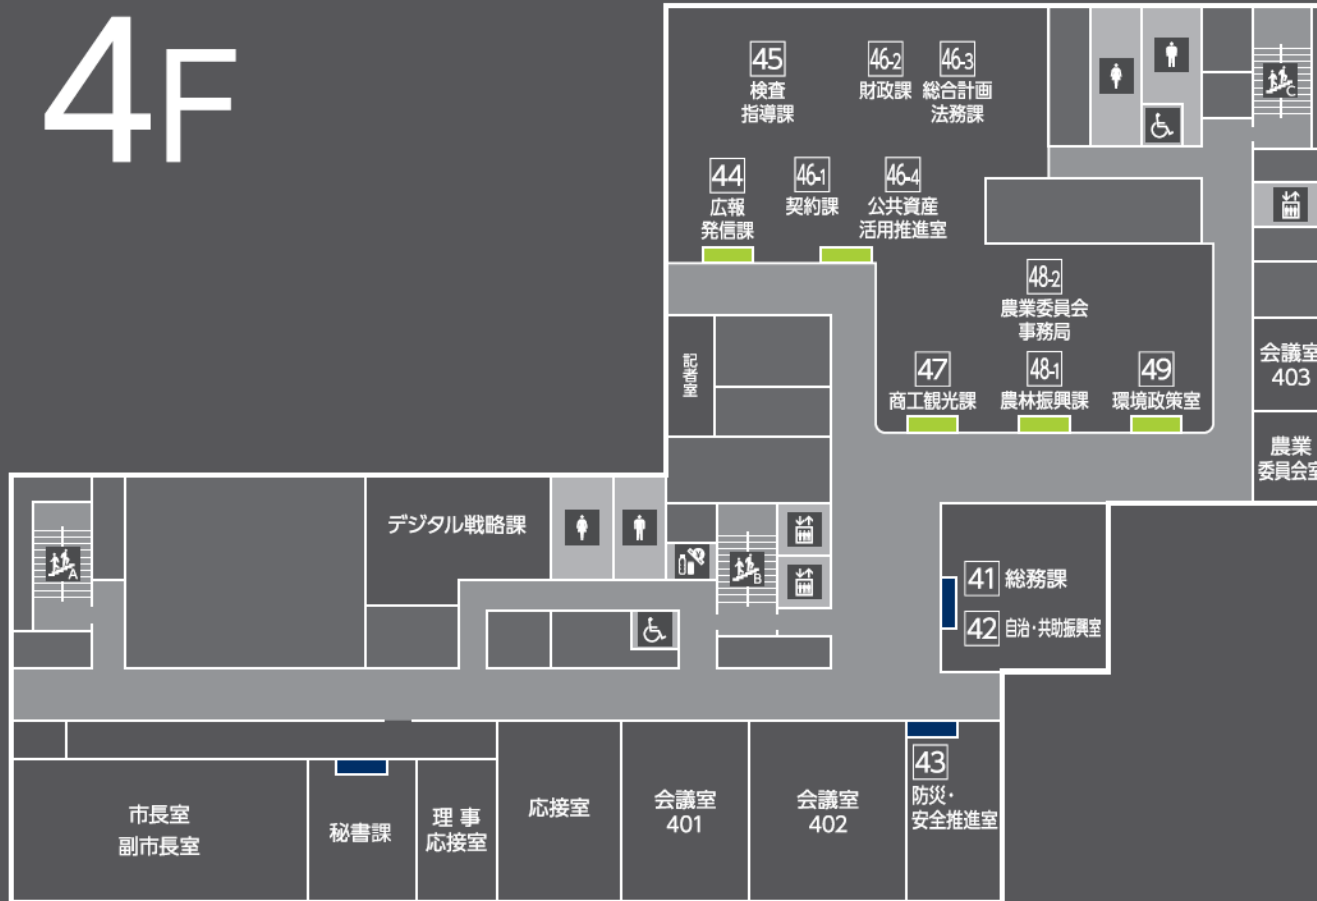 4F
45
検査
指導課
46-2
財政課
46-3
総合計画
法務課
44
広報
発信課
46-1
契約課
46-4
公共資産
活用推進室
48-2
農業委員会
事務局
47
商工観光課
48-1
農林振興課
49
環境政策室
記者室
会議室
403
農業
委員会室
C
デジタル戦略課
A
B
41 総務課
42 自治・共助振興室
43
防災・
安全推進室
市長室
副市長室
秘書課
理事
応接室
応接室
会議室
401
会議室
402